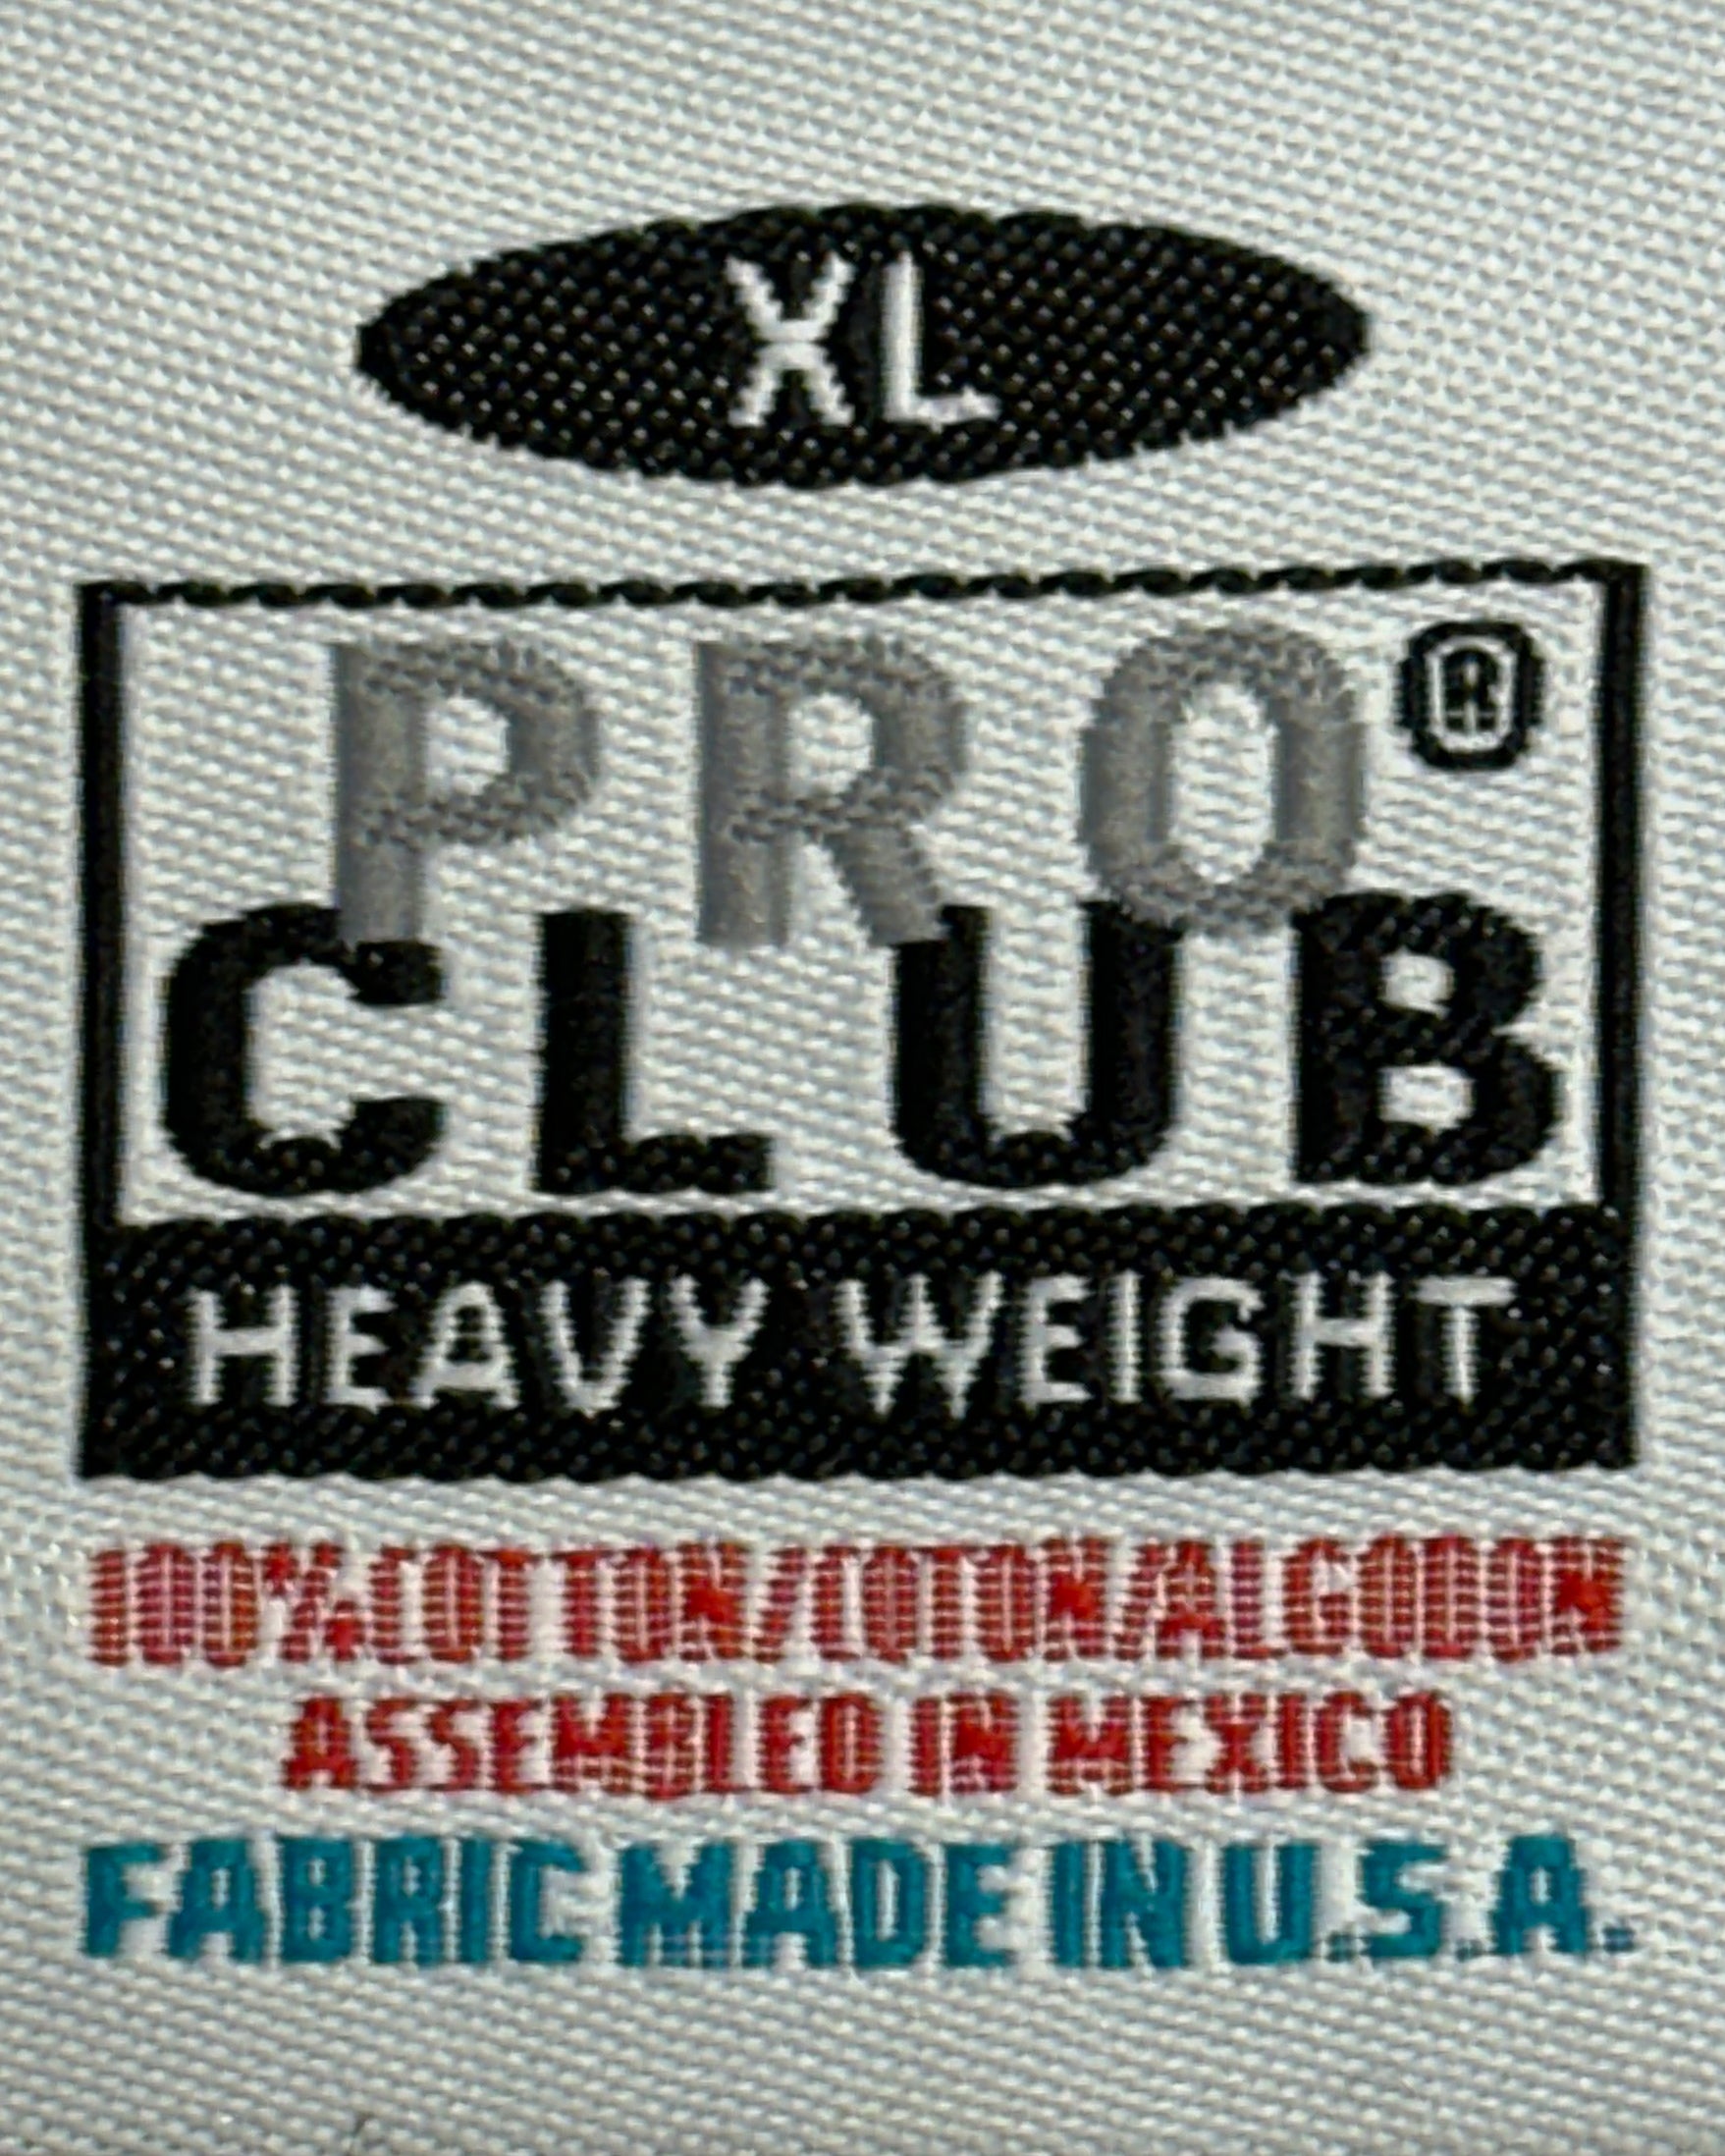 XL
PRO®
CLUB
HEAVY WEIGHT
100% COTTON/COTON/ALGODON
ASSEMBLED IN MEXICO
FABRIC MADE IN U.S.A.